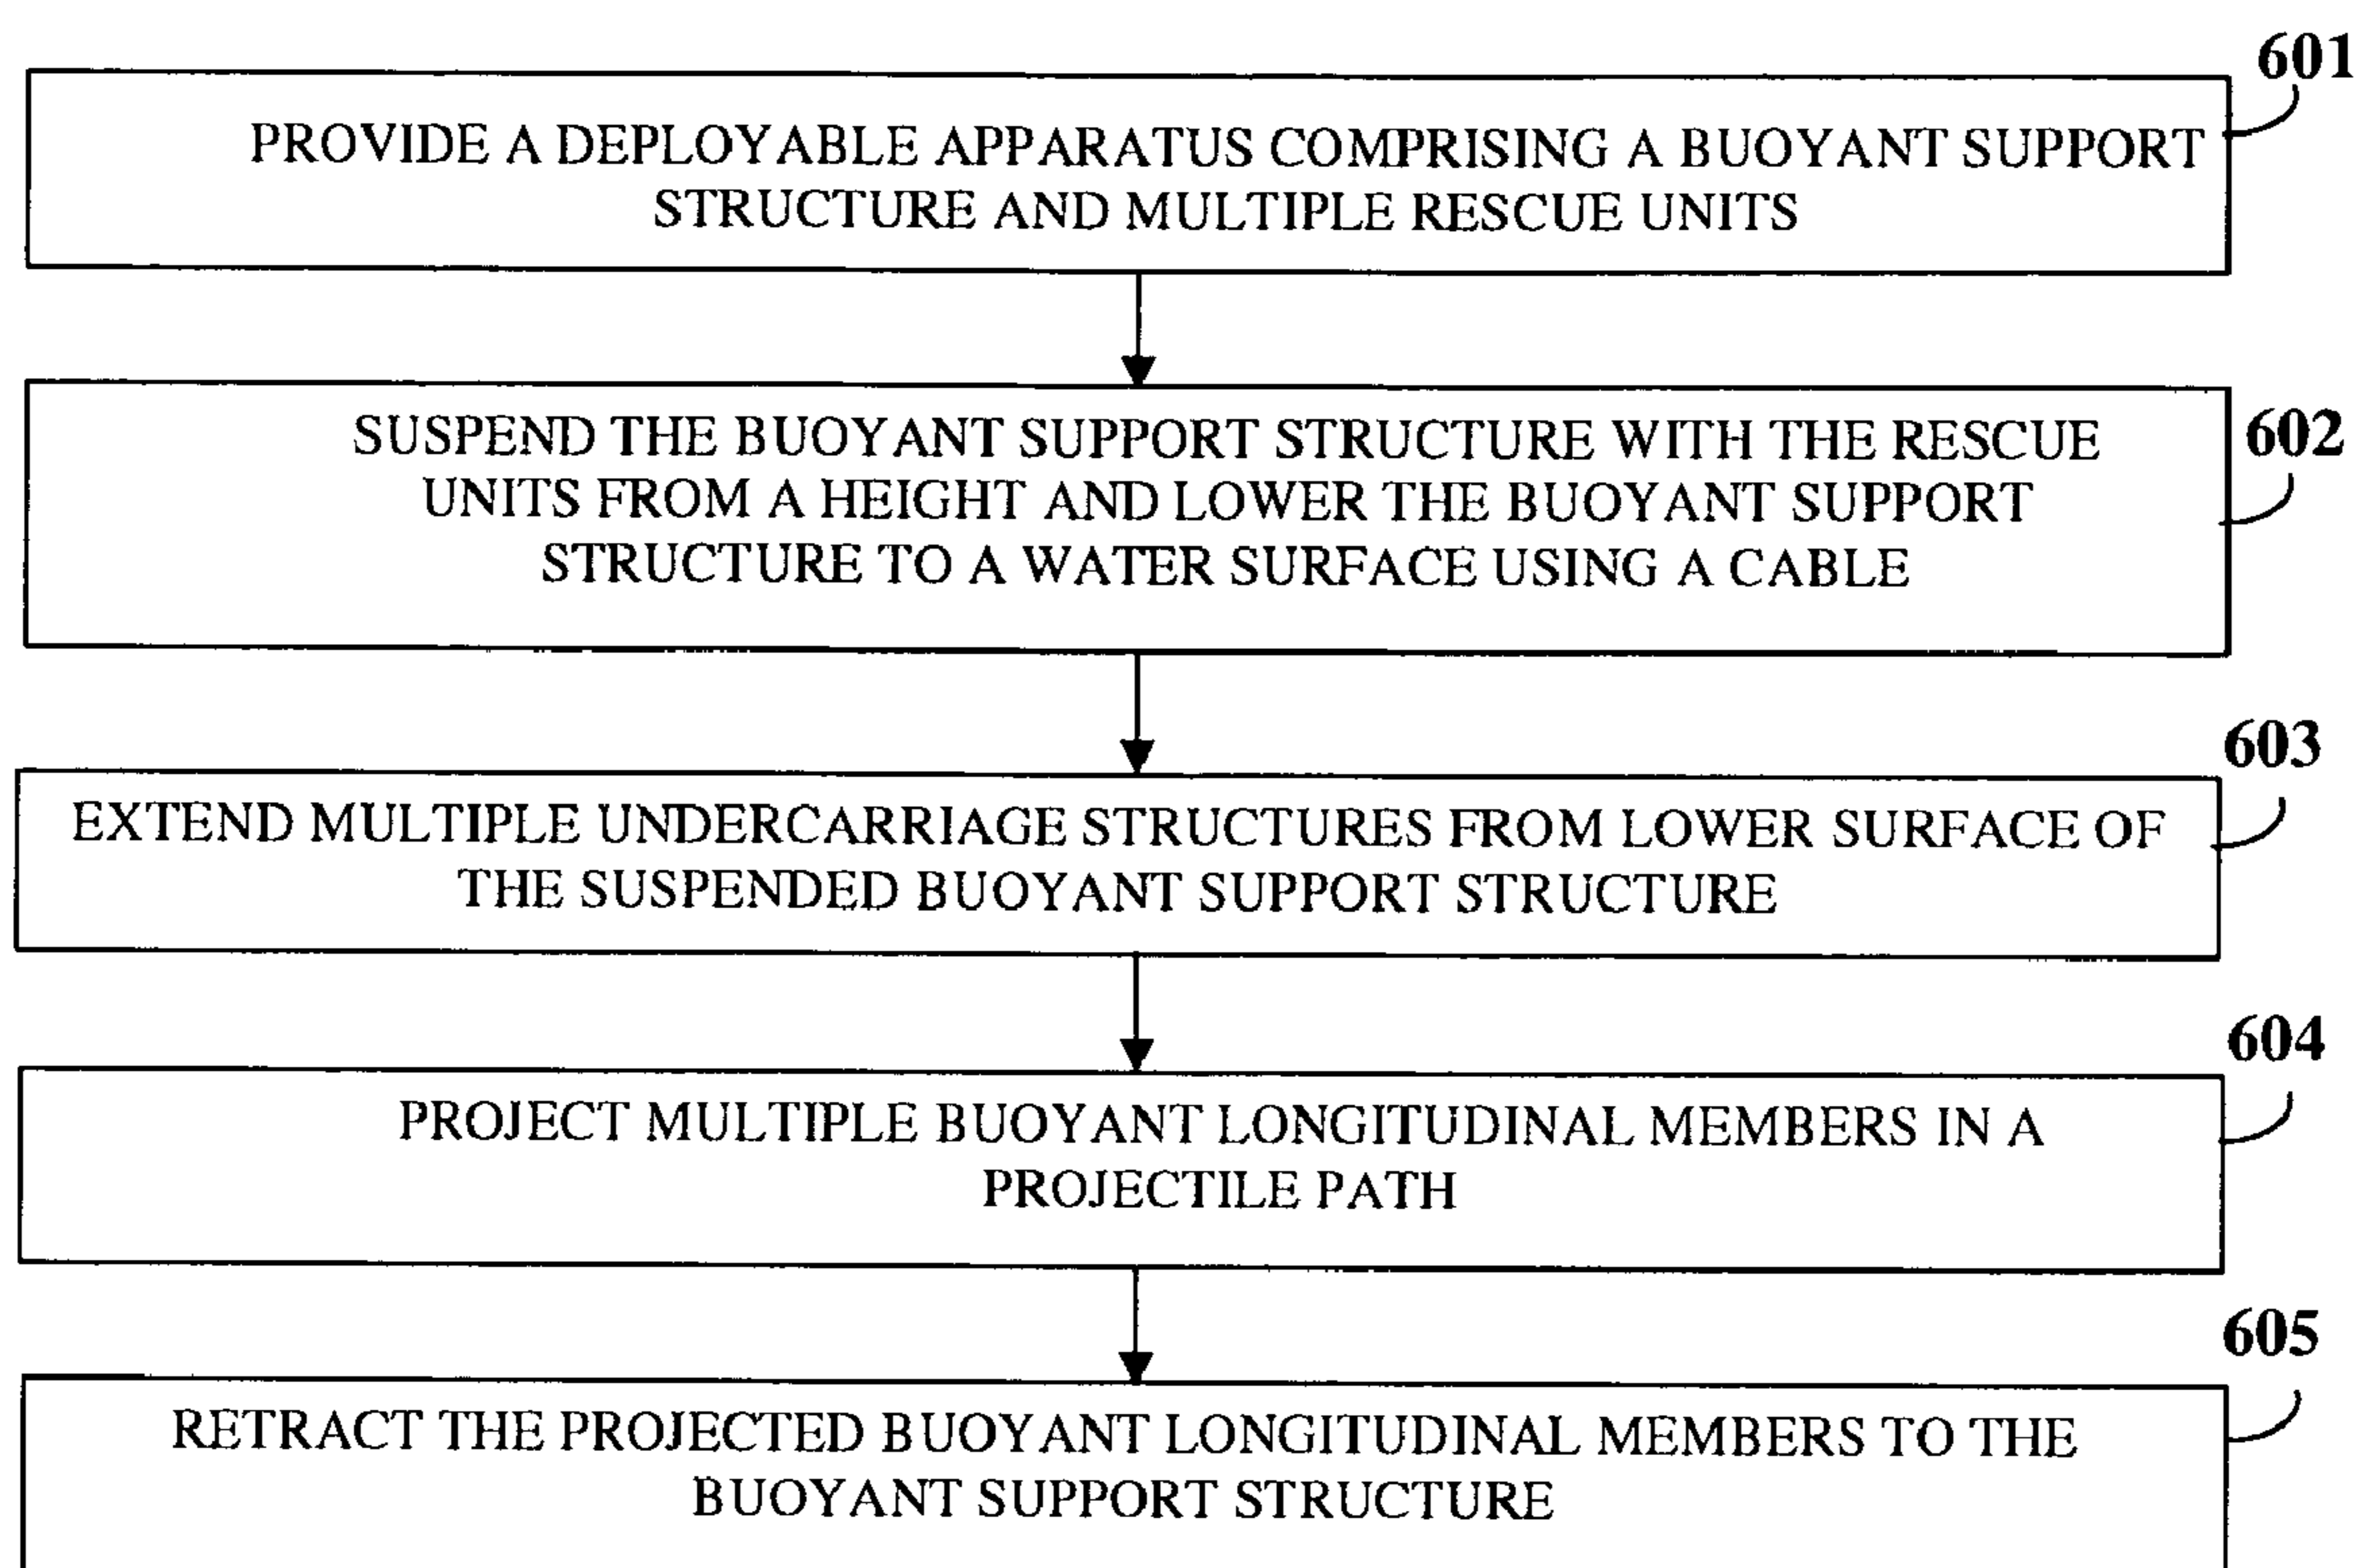 601
PROVIDE A DEPLOYABLE APPARATUS COMPRISING A BUOYANT SUPPORT
STRUCTURE AND MULTIPLE RESCUE UNITS
602
SUSPEND THE BUOYANT SUPPORT STRUCTURE WITH THE RESCUE
UNITS FROM A HEIGHT AND LOWER THE BUOYANT SUPPORT
STRUCTURE TO A WATER SURFACE USING A CABLE
603
EXTEND MULTIPLE UNDERCARRIAGE STRUCTURES FROM LOWER SURFACE OF
THE SUSPENDED BUOYANT SUPPORT STRUCTURE
604
PROJECT MULTIPLE BUOYANT LONGITUDINAL MEMBERS IN A
PROJECTILE PATH
605
RETRACT THE PROJECTED BUOYANT LONGITUDINAL MEMBERS TO THE
BUOYANT SUPPORT STRUCTURE